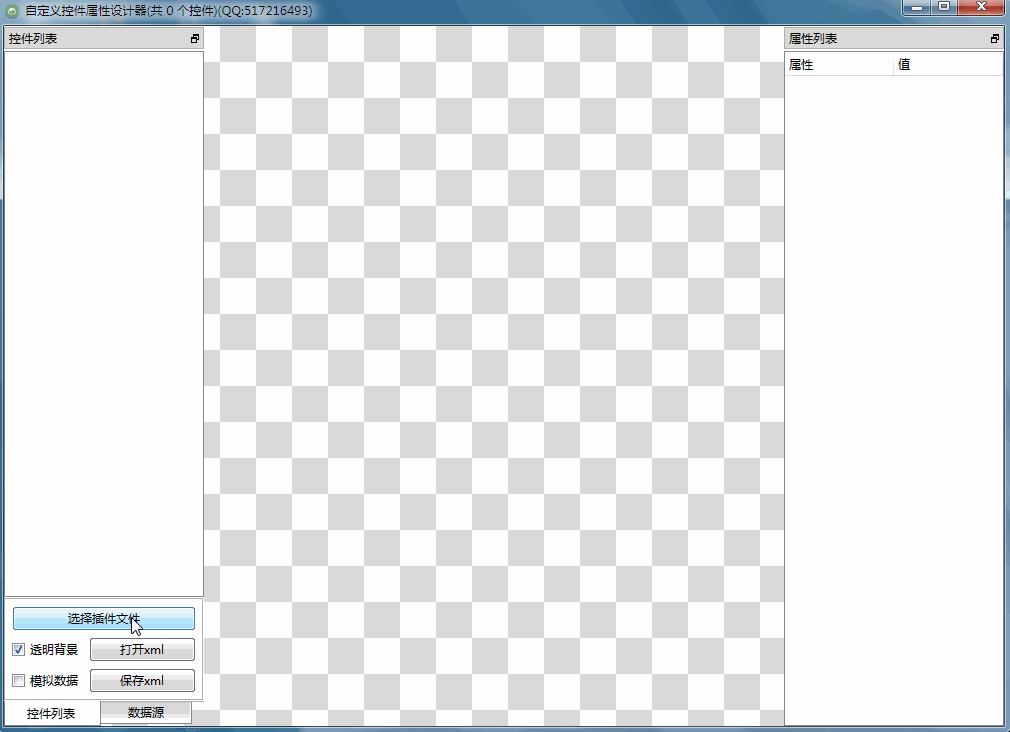 自定义控件属性设计器(共 0 个控件)(QQ:517216493)
控件列表
属性列表
属性 值
选择插件文件
透明背景 打开xml
模拟数据 保存xml
控件列表 数据源